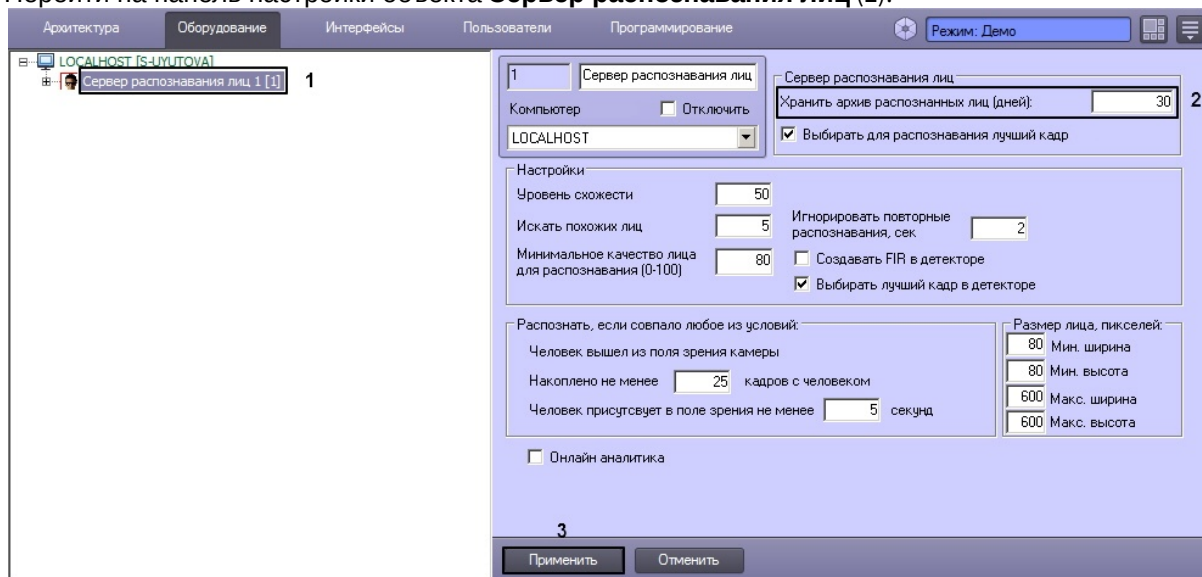 Перейти на панель настройки объекта Сервер распознавания лиц (1).
Архитектура Оборудование Интерфейсы Пользователи Программирование Режим: Демо
LOCALHOST [S-UYUTOVA]
Сервер распознавания лиц 1 [1] 1
1 Сервер распознавания лиц
Компьютер Отключить
LOCALHOST
Сервер распознавания лиц
Хранить архив распознанных лиц (дней): 30 2
Выбирать для распознавания лучший кадр
Настройки
Уровень схожести 50
Искать похожих лиц 5
Минимальное качество лица
для распознавания (0-100) 80
Игнорировать повторные
распознавания, сек 2
Создавать FIR в детекторе
Выбирать лучший кадр в детекторе
Распознать, если совпало любое из условий:
Человек вышел из поля зрения камеры
Накоплено не менее 25 кадров с человеком
Человек присутсвует в поле зрения не менее 5 секунд
Размер лица, пикселей:
80 Мин. ширина
80 Мин. высота
600 Макс. ширина
600 Макс. высота
Онлайн аналитика
3
Применить Отменить